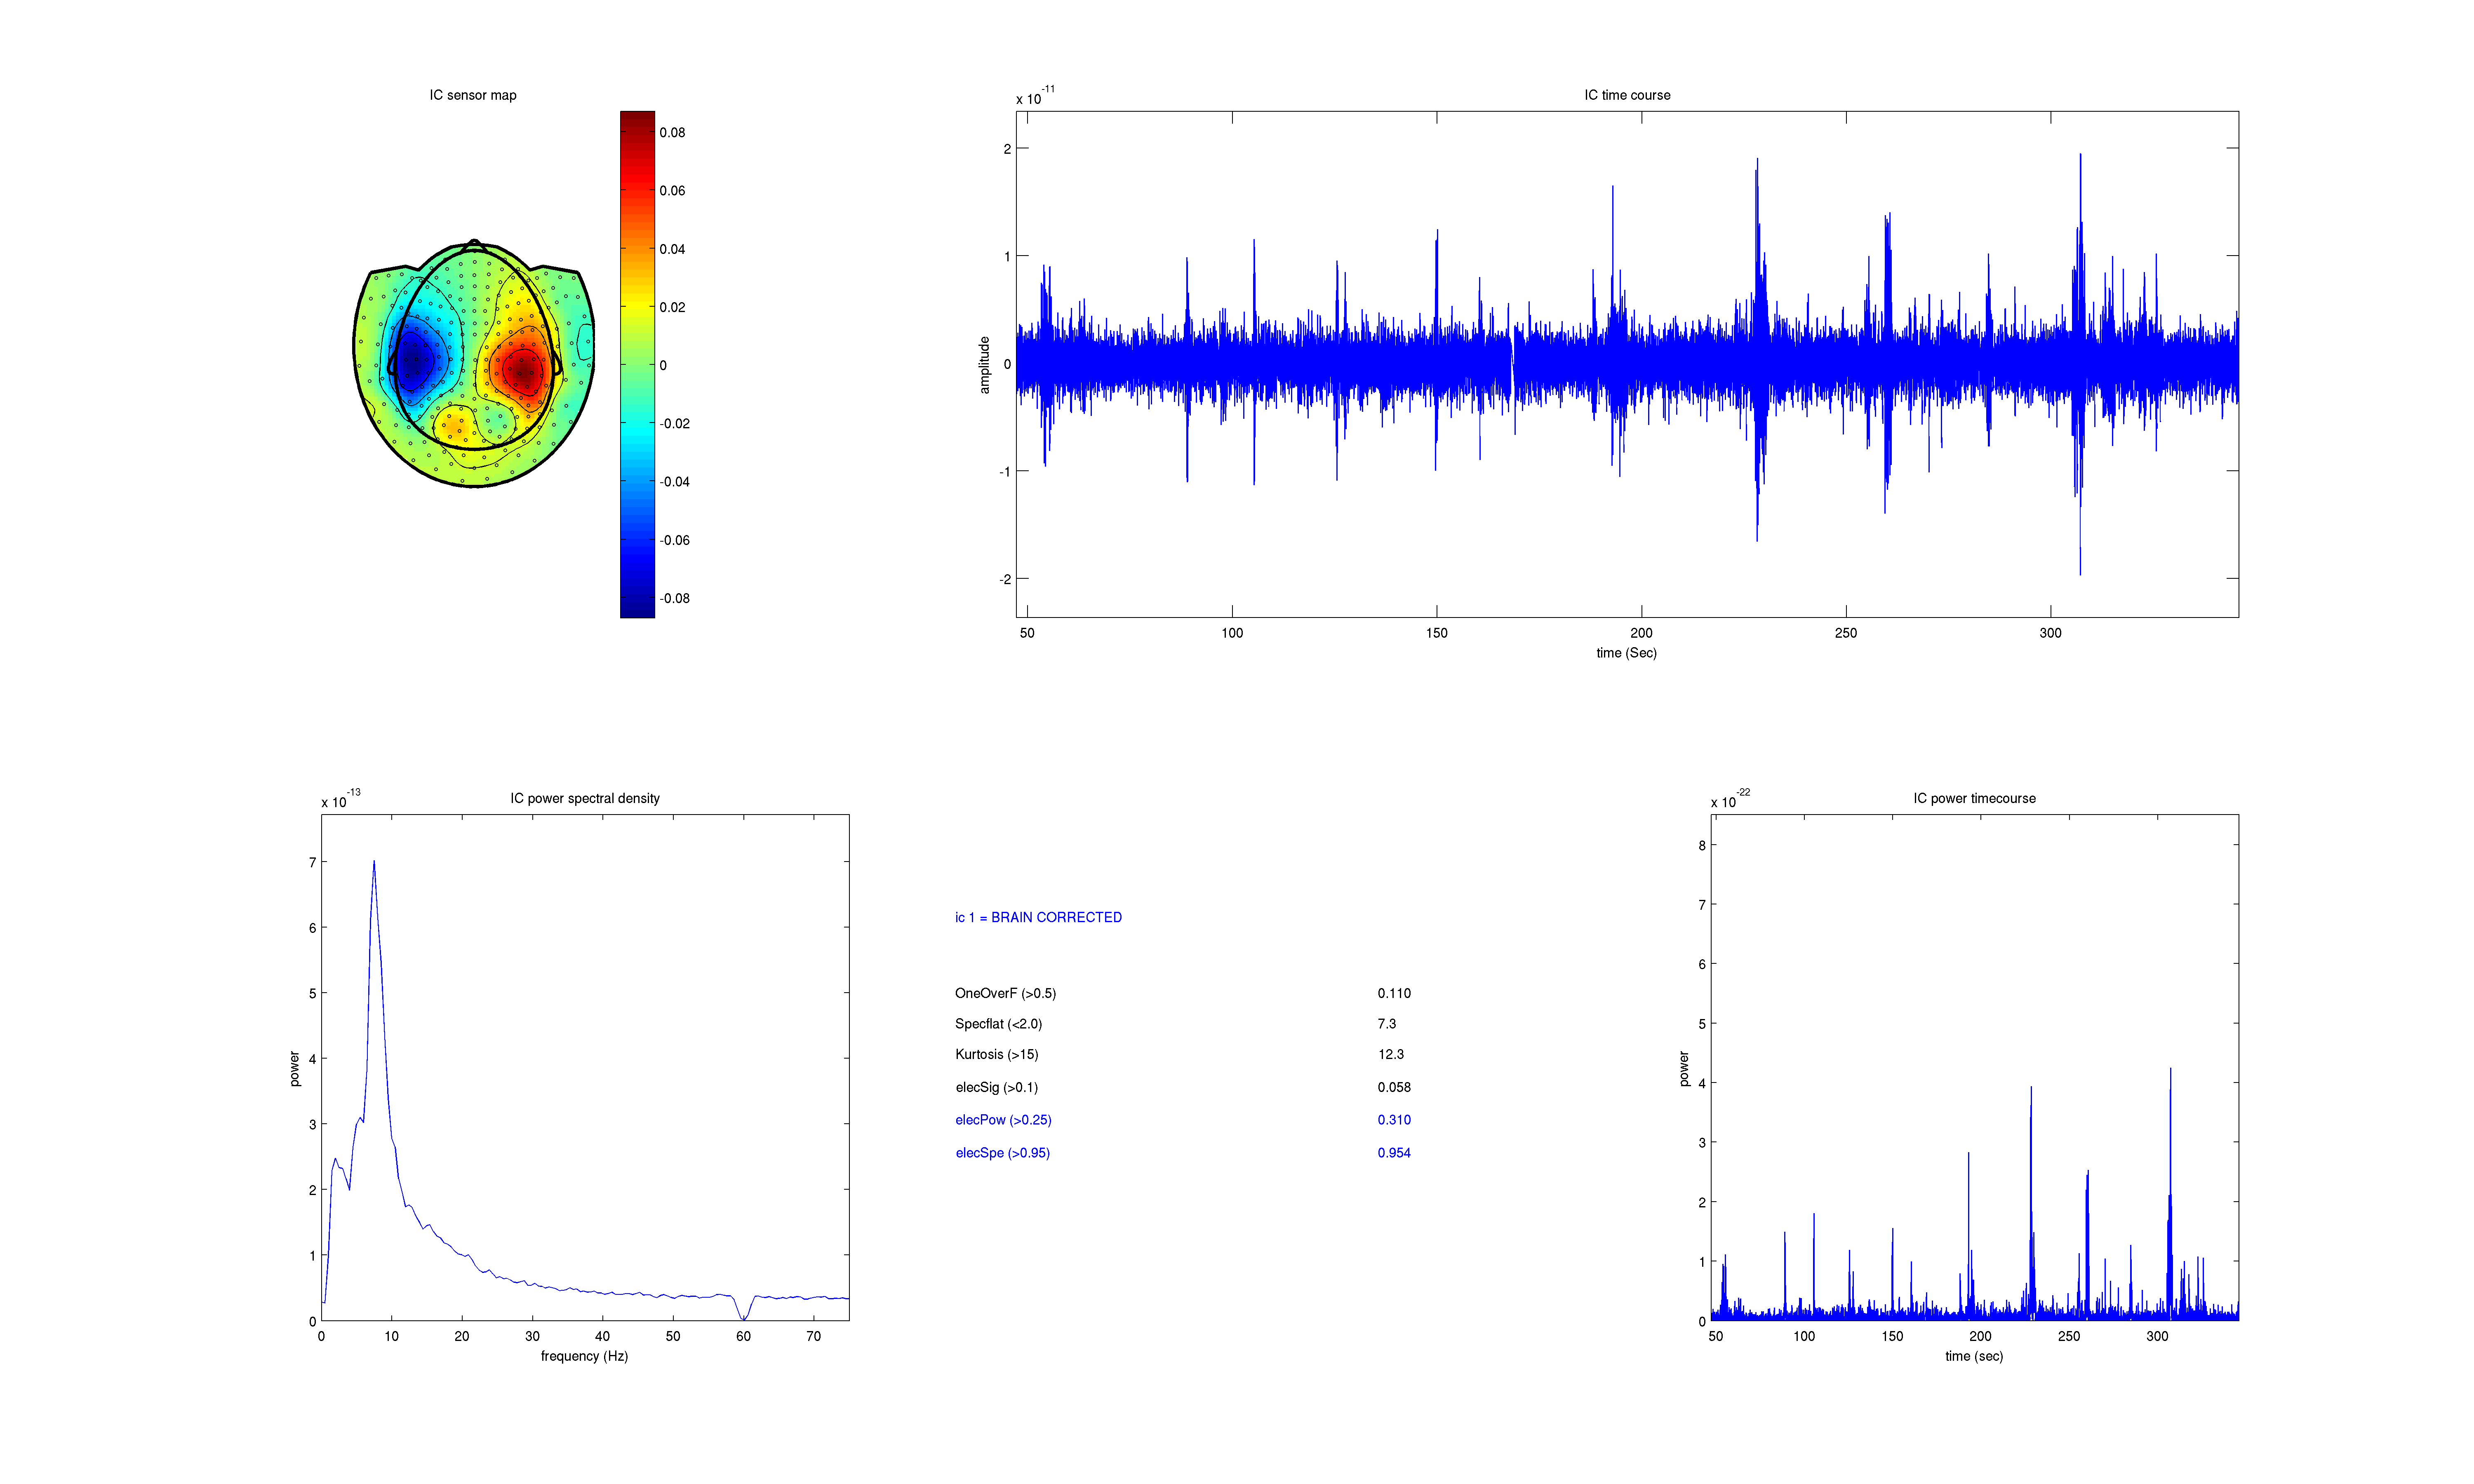 IC sensor map
0.08
0.06
0.04
0.02
0
-0.02
-0.04
-0.06
-0.08
x 10^-11
IC time course
2
1
0
-1
-2
amplitude
50 100 150 200 250 300
time (Sec)
x 10^-13
IC power spectral density
7
6
5
4
3
2
1
0
power
0 10 20 30 40 50 60 70
frequency (Hz)
ic 1 = BRAIN CORRECTED
OneOverF (>0.5) 0.110
Specflat (<2.0) 7.3
Kurtosis (>15) 12.3
elecSig (>0.1) 0.058
elecPow (>0.25) 0.310
elecSpe (>0.95) 0.954
x 10^-22
IC power timecourse
8
7
6
5
4
3
2
1
0
power
50 100 150 200 250 300
time (sec)